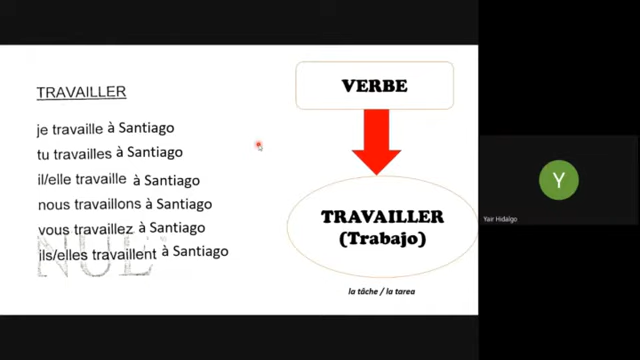 TRAVAILLER
je travaille à Santiago
tu travailles à Santiago
il/elle travaille à Santiago
nous travaillons à Santiago
vous travaillez à Santiago
ils/elles travaillent à Santiago
NUE
VERBE
TRAVAILLER
(Trabajo)
la tâche / la tarea
Y
Yair Hidalgo